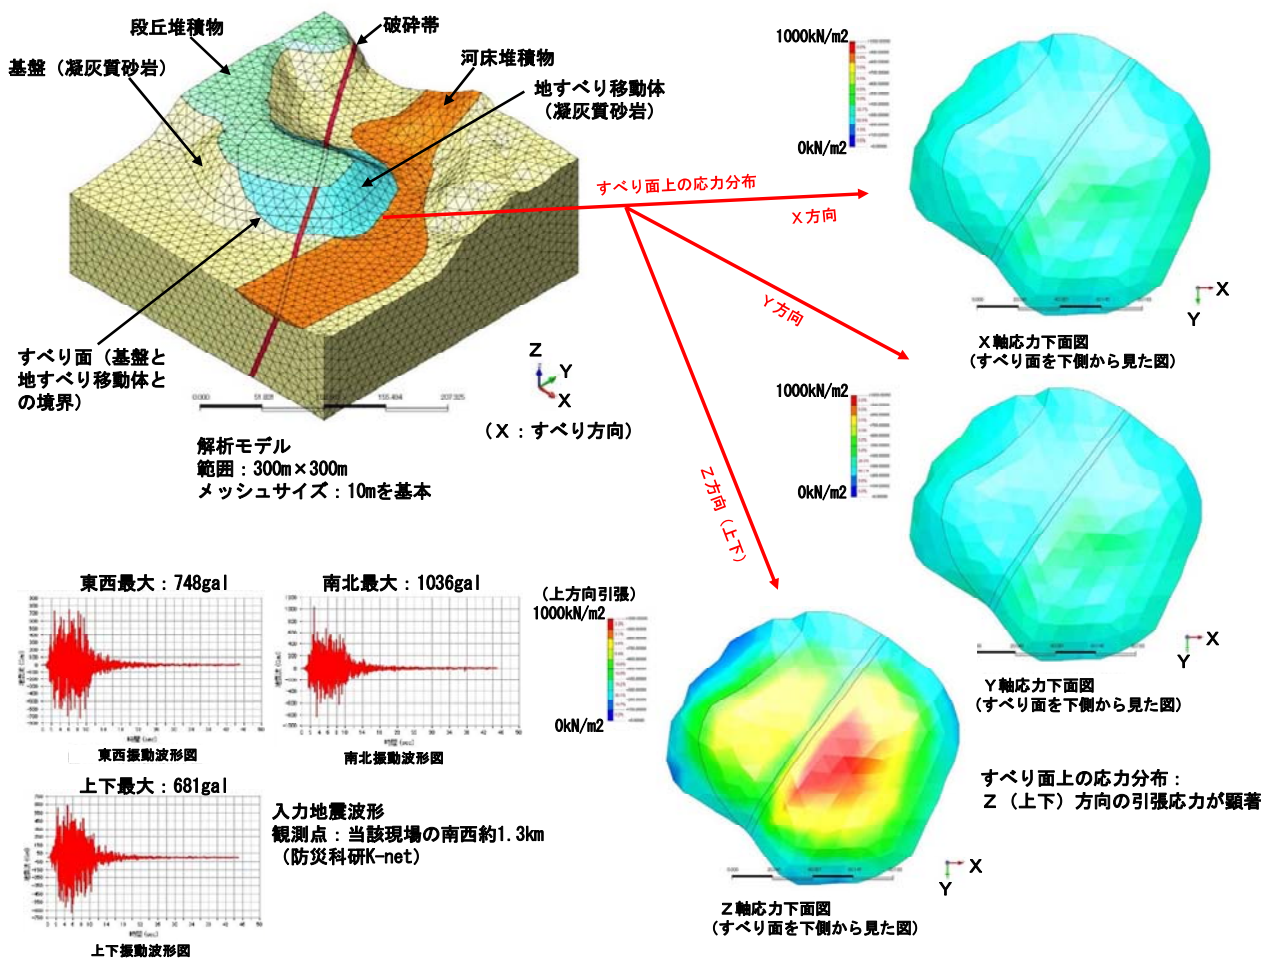 段丘堆積物
破砕帯
基盤（凝灰質砂岩）
河床堆積物
地すべり移動体
（凝灰質砂岩）
すべり面（基盤と
地すべり移動体と
の境界）
Z
Y
X
（X：すべり方向）
解析モデル
範囲：300m×300m
メッシュサイズ：10mを基本
すべり面上の応力分布
X方向
Y方向
Z方向（上下）
1000kN/m2
0kN/m2
X
Y
X軸応力下面図
（すべり面を下側から見た図）
1000kN/m2
0kN/m2
X
Y
Y軸応力下面図
（すべり面を下側から見た図）
（上方向引張）
1000kN/m2
0kN/m2
X
Y
Z軸応力下面図
（すべり面を下側から見た図）
すべり面上の応力分布：
Z（上下）方向の引張応力が顕著
東西最大：748gal
時間(sec)
東西振動波形図
南北最大：1036gal
時間(sec)
南北振動波形図
上下最大：681gal
時間(sec)
上下振動波形図
入力地震波形
観測点：当該現場の南西約1.3km
（防災科研K-net）